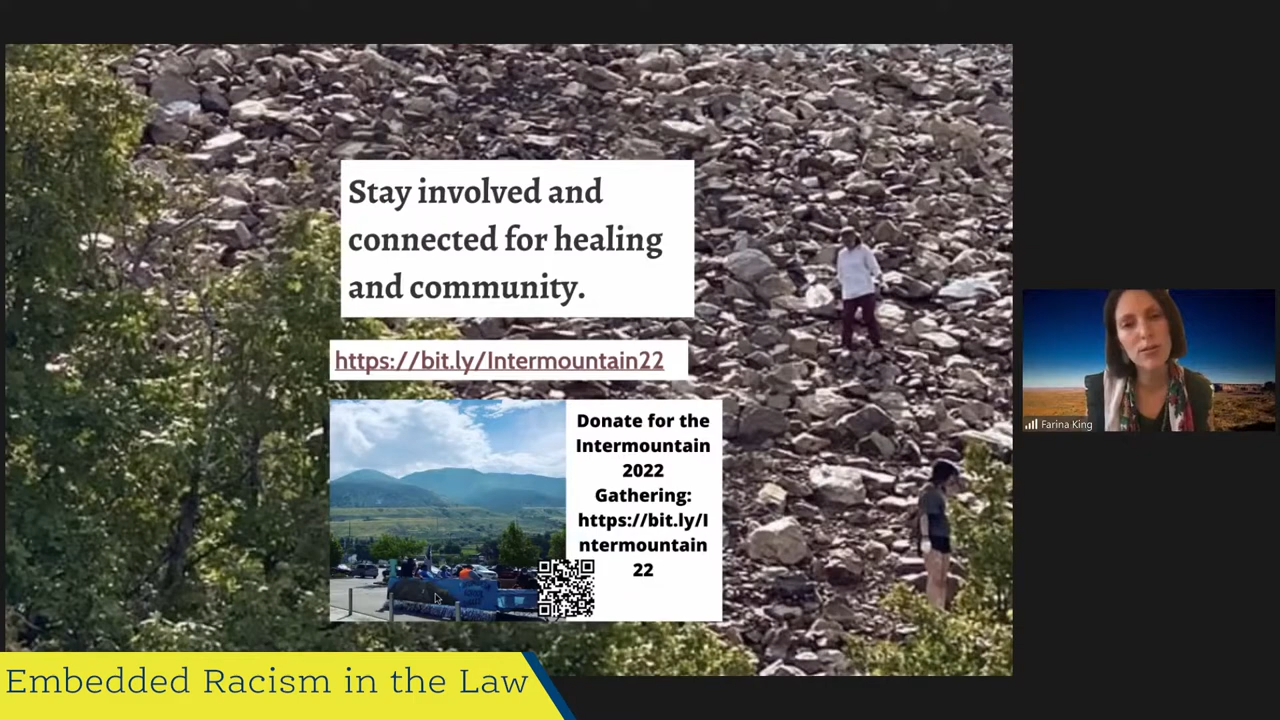 Stay involved and
connected for healing
and community.
https://bit.ly/Intermountain22
Donate for the
Intermountain
2022
Gathering:
https://bit.ly/I
ntermountain
22
Farina King
Embedded Racism in the Law